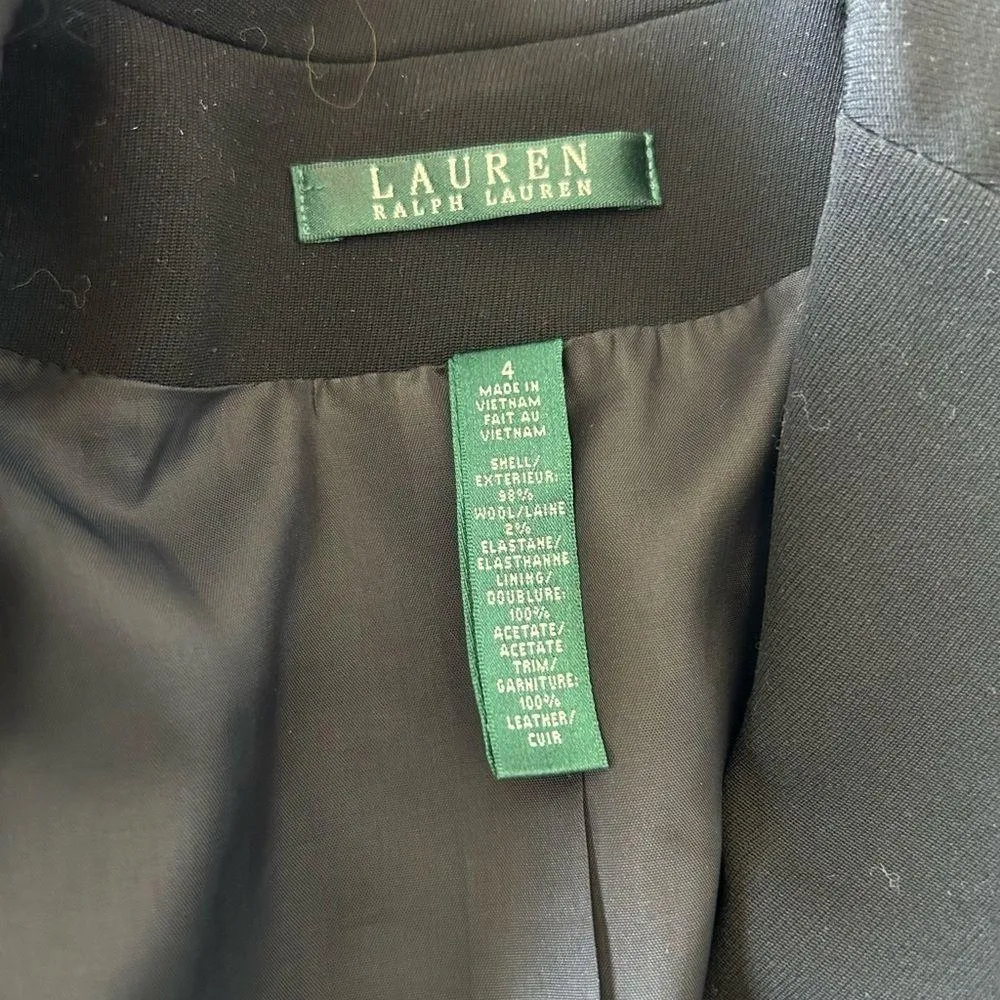 LAUREN
RALPH LAUREN
4
MADE IN
VIETNAM
FAIT AU
VIETNAM
SHELL/
EXTERIEUR:
98%
WOOL/LAINE
2%
ELASTANE/
ELASTHANNE
LINING/
DOUBLURE:
100%
ACETATE/
ACETATE
TRIM/
GARNITURE:
100%
LEATHER/
CUIR